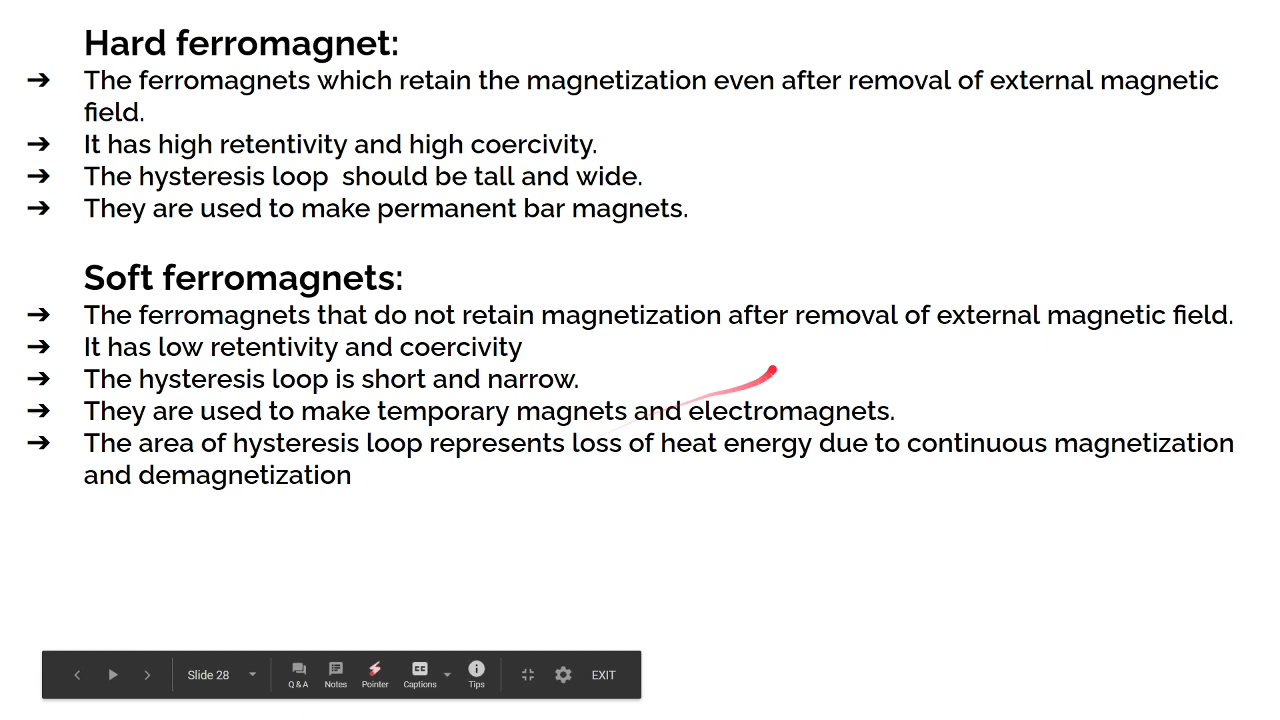 Hard ferromagnet:
➔ The ferromagnets which retain the magnetization even after removal of external magnetic
field.
➔ It has high retentivity and high coercivity.
➔ The hysteresis loop  should be tall and wide.
➔ They are used to make permanent bar magnets.
Soft ferromagnets:
➔ The ferromagnets that do not retain magnetization after removal of external magnetic field.
➔ It has low retentivity and coercivity
➔ The hysteresis loop is short and narrow.
➔ They are used to make temporary magnets and electromagnets.
➔ The area of hysteresis loop represents loss of heat energy due to continuous magnetization
and demagnetization
Slide 28 Q & A Notes Pointer Captions Tips EXIT